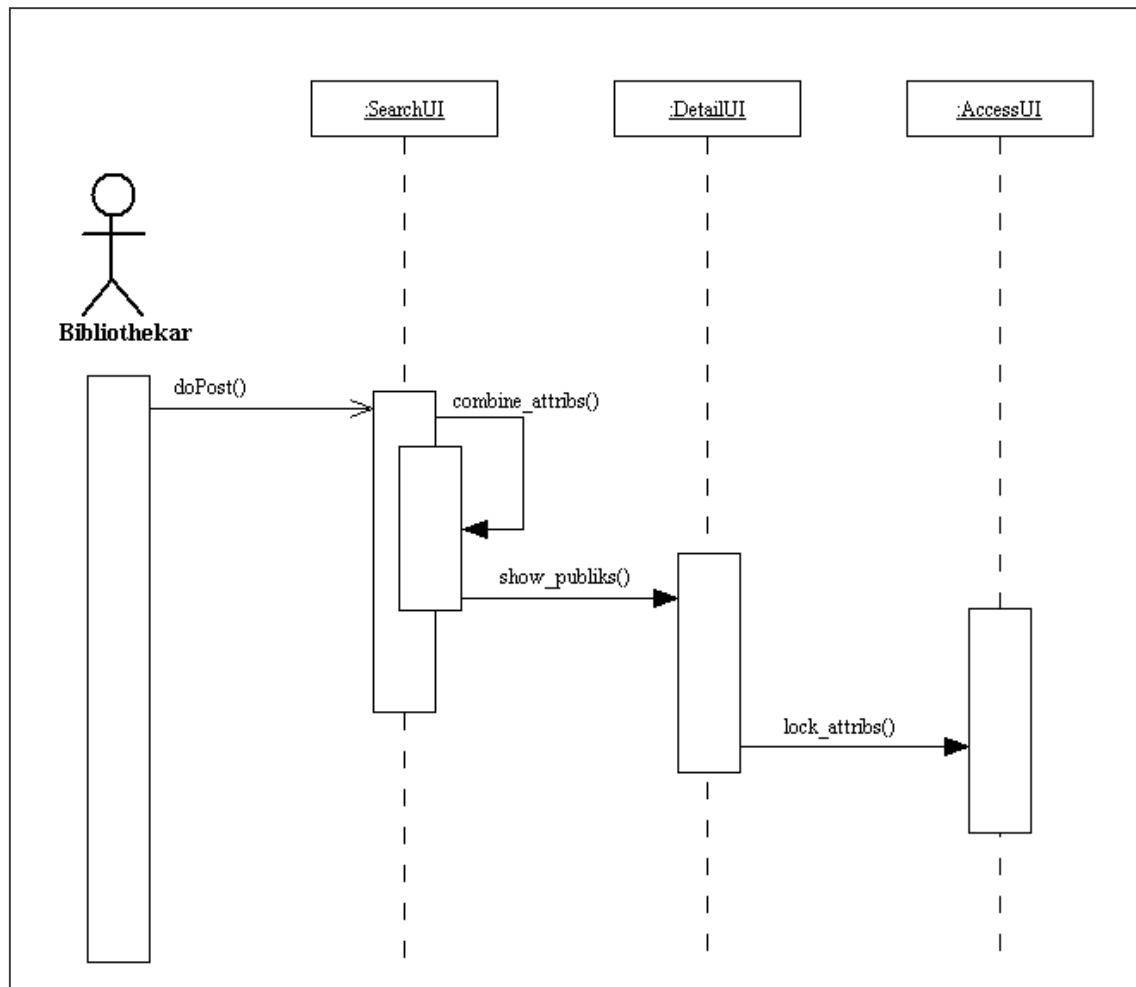 :SearchUI
:DetailUI
:AccessUI
Bibliothekar
doPost()
combine_attribs()
show_publiks()
lock_attribs()